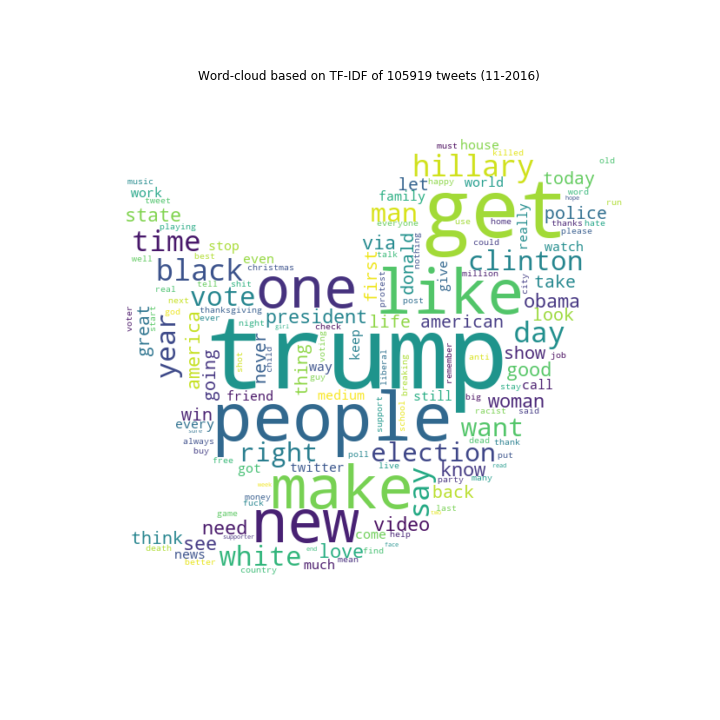 Word-cloud based on TF-IDF of 105919 tweets (11-2016)
must
house
killed
old
hillary
music
let
happy
world
today
work
tweet
family
word
hope
run
state
playing
man
get
use
home
really
police
thanks
hate
everyone
please
time
stop
via
donald
nothing
could
watch
well
best
even
first
talk
clinton
black
christmas
protest
give
million
city
take
real
tell
shit
one
like
next
vote
post
obama
voter
great
start
god
thanksgiving
president
life
american
look
year
america
ever
night
girl
check
voting
keep
day
trump
going
shot
never
child
thing
way
guy
liberal
breaking
remember
anti
show
job
good
stay
call
friend
medium
school
still
big
woman
win
people
support
racist
said
every
sure
want
always
right
poll
election
dead
thank
buy
free
got
twitter
live
say
know
put
read
make
many
party
week
money
back
fuck
last
game
new
need
video
think
see
supporter
come
help
death
news
white
and
love
find
face
better
much
mean
country